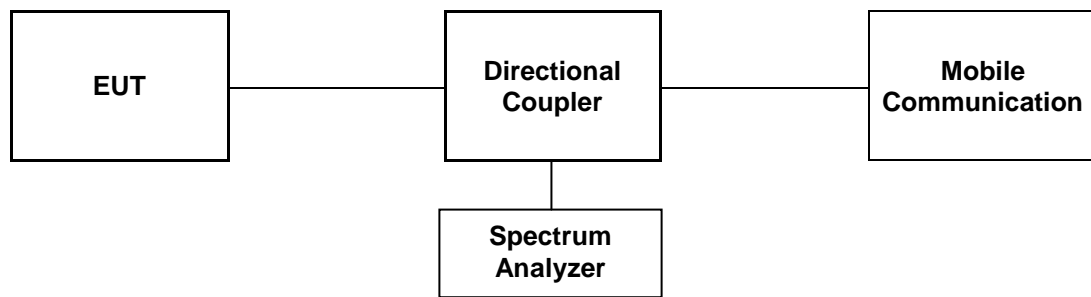 EUT
Directional
Coupler
Mobile
Communication
Spectrum
Analyzer